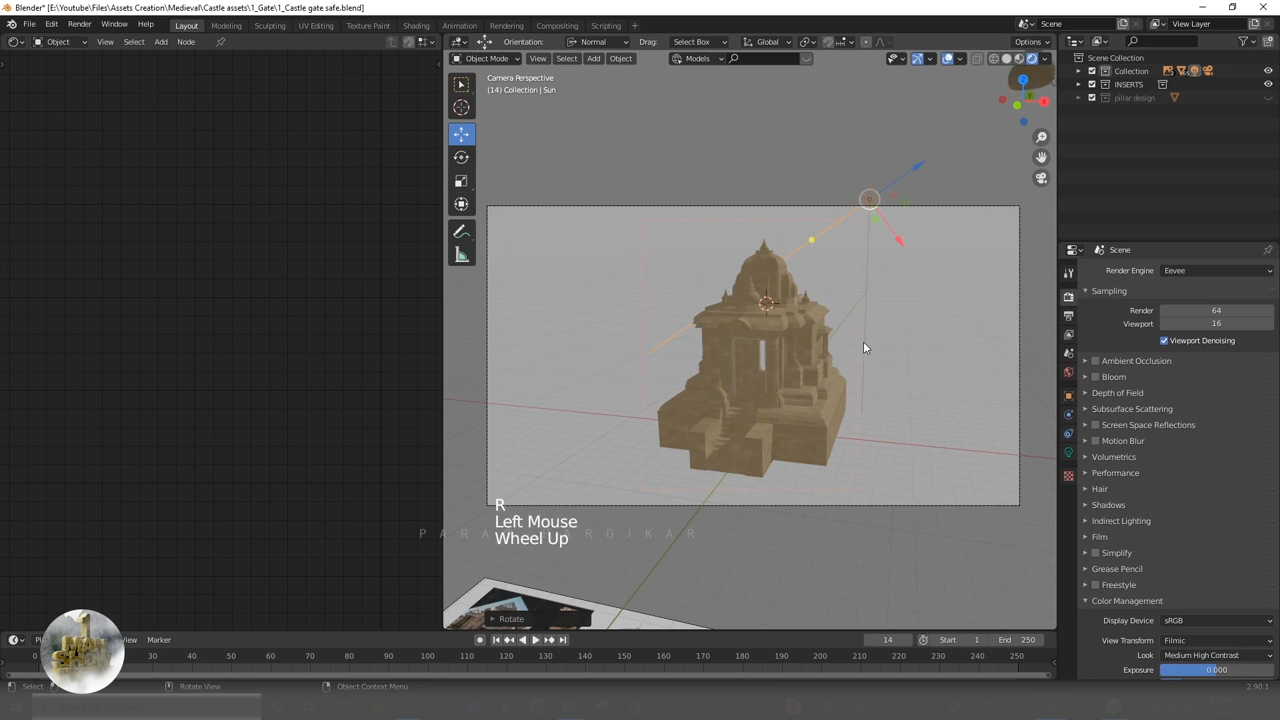 Blender* [E:\Youtube\Files\Assets Creation\Medieval\Castle assets\1_Gate\1_Castle gate safe.blend]
File Edit Render Window Help Layout Modeling Sculpting UV Editing Texture Paint Shading Animation Rendering Compositing Scripting Scene View Layer
Object View Select Add Node Orientation: Normal Drag: Select Box Global Options
Object Mode View Select Add Object Models
Camera Perspective
(14) Collection | Sun
Scene Collection
Collection
INSERTS
pillar design
Scene
Render Engine Eevee
Sampling
Render 64
Viewport 16
Viewport Denoising
Ambient Occlusion
Bloom
Depth of Field
Subsurface Scattering
Screen Space Reflections
Motion Blur
Volumetrics
Performance
Hair
Shadows
Indirect Lighting
Film
Simplify
Grease Pencil
Freestyle
Color Management
Display Device sRGB
View Transform Filmic
Look Medium High Contrast
Exposure 0.000
R
Left Mouse
Wheel Up
Rotate
View Marker
14 Start 1 End 250
0 30 40 50 60 70 80 90 100 110 120 130 140 150 160 170 180 190 200 210 220 230 240 250
Select Rotate View Object Context Menu 2.90.1